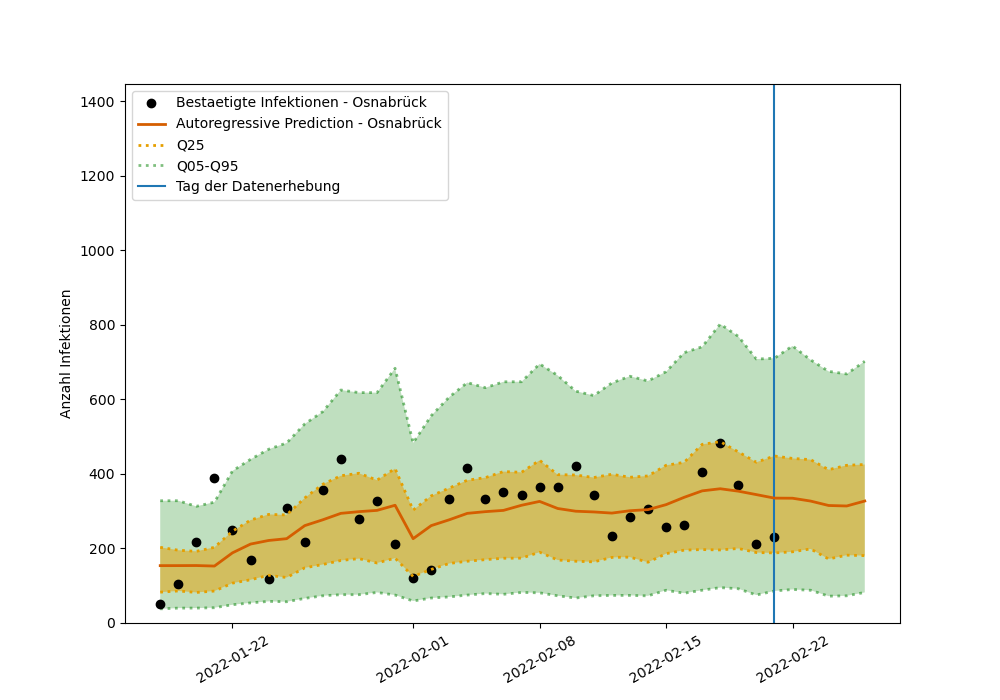 1400
1200
1000
800
600
400
200
0
Anzahl Infektionen
Bestaetigte Infektionen - Osnabrück
Autoregressive Prediction - Osnabrück
Q25
Q05-Q95
Tag der Datenerhebung
2022-01-22
2022-02-01
2022-02-08
2022-02-15
2022-02-22